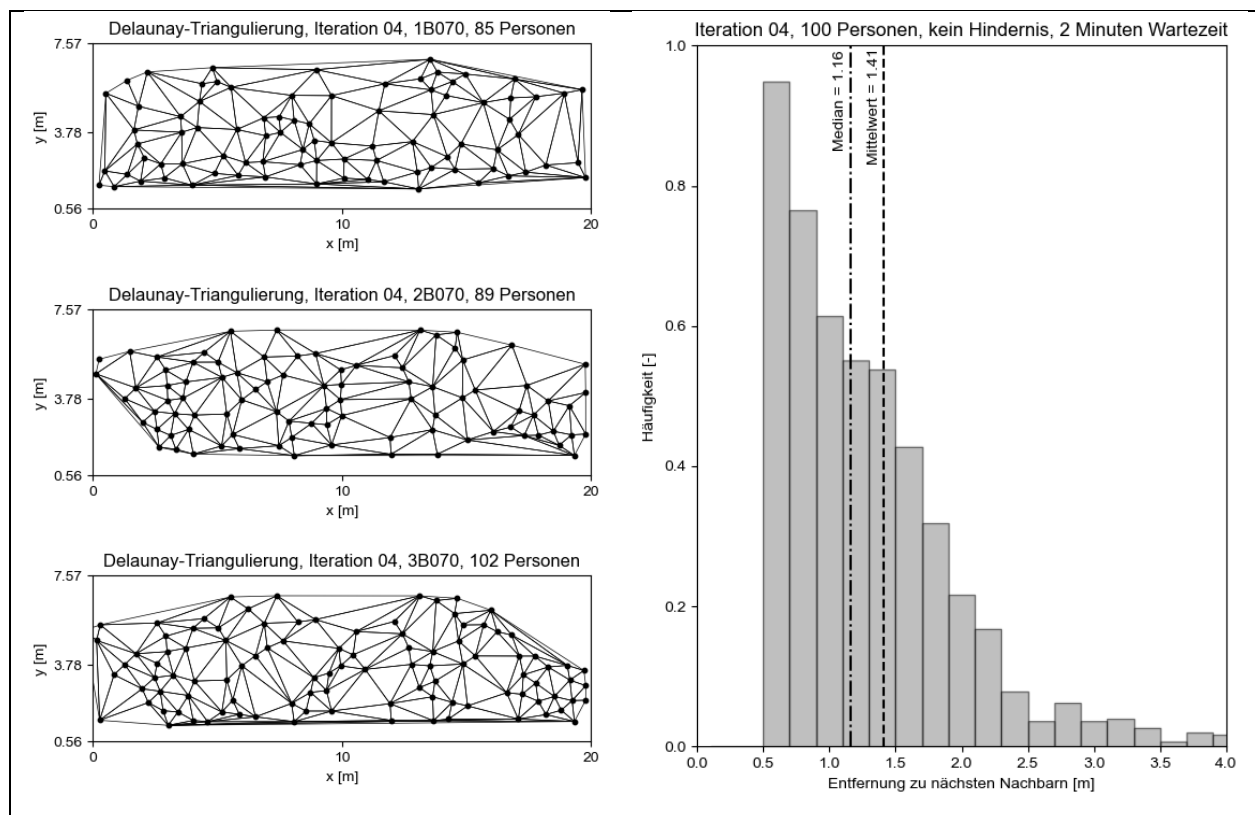 Delaunay-Triangulierung, Iteration 04, 1B070, 85 Personen
7.57
3.78
0.56
y [m]
0
10
20
x [m]
Delaunay-Triangulierung, Iteration 04, 2B070, 89 Personen
7.57
3.78
0.56
y [m]
0
10
20
x [m]
Delaunay-Triangulierung, Iteration 04, 3B070, 102 Personen
7.57
3.78
0.56
y [m]
0
10
20
x [m]
Iteration 04, 100 Personen, kein Hindernis, 2 Minuten Wartezeit
1.0
0.8
0.6
0.4
0.2
0.0
Häufigkeit [-]
Median = 1.16
Mittelwert = 1.41
0.0
0.5
1.0
1.5
2.0
2.5
3.0
3.5
4.0
Entfernung zu nächsten Nachbarn [m]